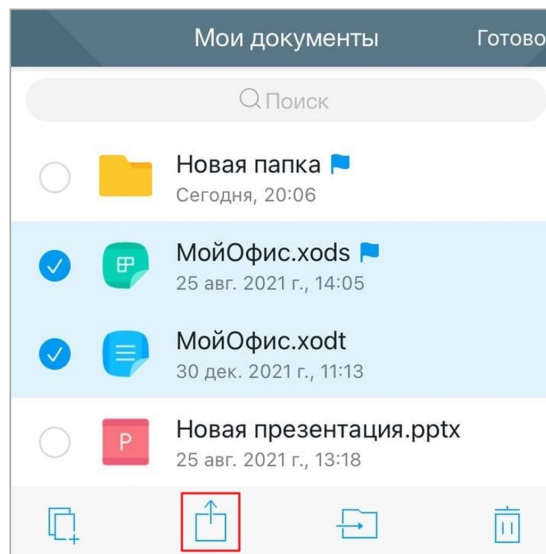 Мои документы
Готово
Поиск
Новая папка
Сегодня, 20:06
МойОфис.xods
25 авг. 2021 г., 14:05
МойОфис.xodt
30 дек. 2021 г., 11:13
P
Новая презентация.pptx
25 авг. 2021 г., 13:18